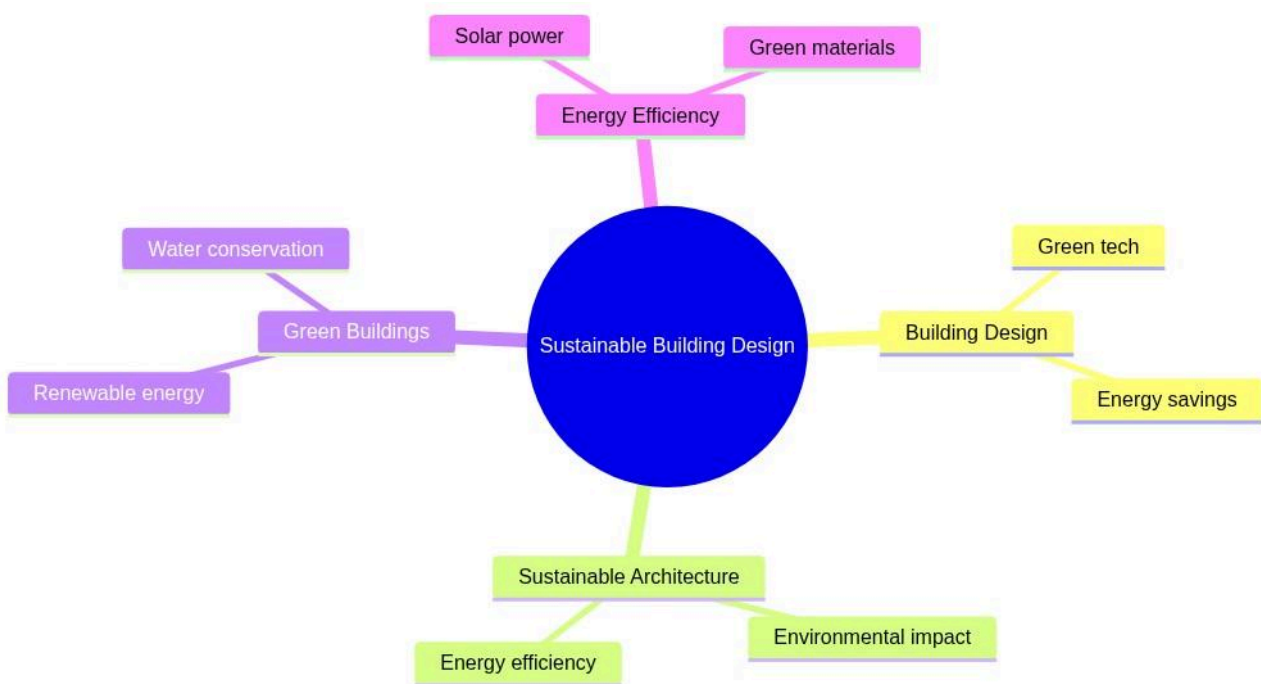 Solar power
Green materials
Energy Efficiency
Water conservation
Green tech
Green Buildings
Building Design
Sustainable Building Design
Renewable energy
Energy savings
Sustainable Architecture
Environmental impact
Energy efficiency